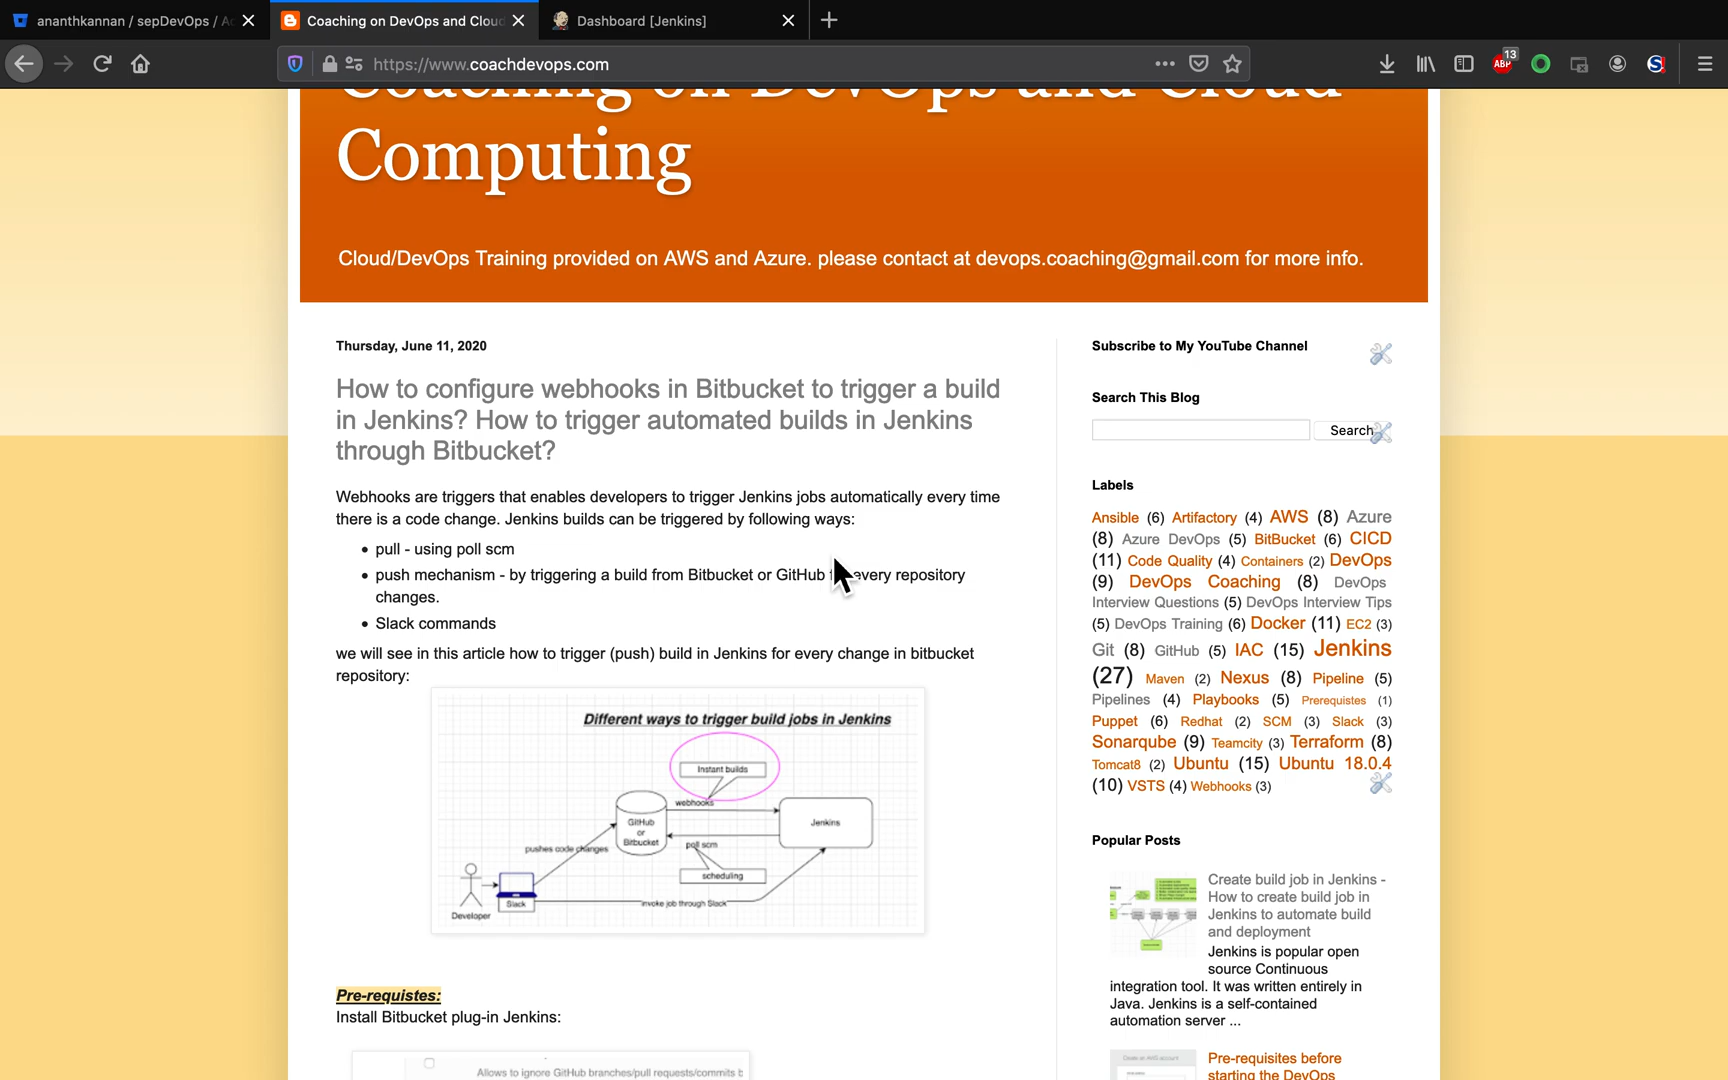 ananthkannan / sepDevOps / A
Coaching on DevOps and Cloud
Dashboard [Jenkins]
https://www.coachdevops.com
ABP
13
Coaching on DevOps and Cloud
Computing
Cloud/DevOps Training provided on AWS and Azure. please contact at devops.coaching@gmail.com for more info.
Thursday, June 11, 2020
How to configure webhooks in Bitbucket to trigger a build
in Jenkins? How to trigger automated builds in Jenkins
through Bitbucket?
Webhooks are triggers that enables developers to trigger Jenkins jobs automatically every time
there is a code change. Jenkins builds can be triggered by following ways:
• pull - using poll scm
• push mechanism - by triggering a build from Bitbucket or GitHub every repository
changes.
• Slack commands
we will see in this article how to trigger (push) build in Jenkins for every change in bitbucket
repository:
Different ways to trigger build jobs in Jenkins
Instant builds
webhooks
GitHub
or
Bitbucket
Jenkins
pushes code changes
poll scm
scheduling
Slack
invoke job through Slack
Developer
Pre-requistes:
Install Bitbucket plug-in Jenkins:
Allows to ignore GitHub branches/pull requests/commits b
Subscribe to My YouTube Channel
Search This Blog
Search
Labels
Ansible (6) Artifactory (4) AWS (8) Azure
(8) Azure DevOps (5) BitBucket (6) CICD
(11) Code Quality (4) Containers (2) DevOps
(9) DevOps Coaching (8) DevOps
Interview Questions (5) DevOps Interview Tips
(5) DevOps Training (6) Docker (11) EC2 (3)
Git (8) GitHub (5) IAC (15) Jenkins
(27) Maven (2) Nexus (8) Pipeline (5)
Pipelines (4) Playbooks (5) Prerequistes (1)
Puppet (6) Redhat (2) SCM (3) Slack (3)
Sonarqube (9) Teamcity (3) Terraform (8)
Tomcat8 (2) Ubuntu (15) Ubuntu 18.0.4
(10) VSTS (4) Webhooks (3)
Popular Posts
Create build job in Jenkins -
How to create build job in
Jenkins to automate build
and deployment
Jenkins is popular open
source Continuous
integration tool. It was written entirely in
Java. Jenkins is a self-contained
automation server ...
Pre-requisites before
starting the DevOps